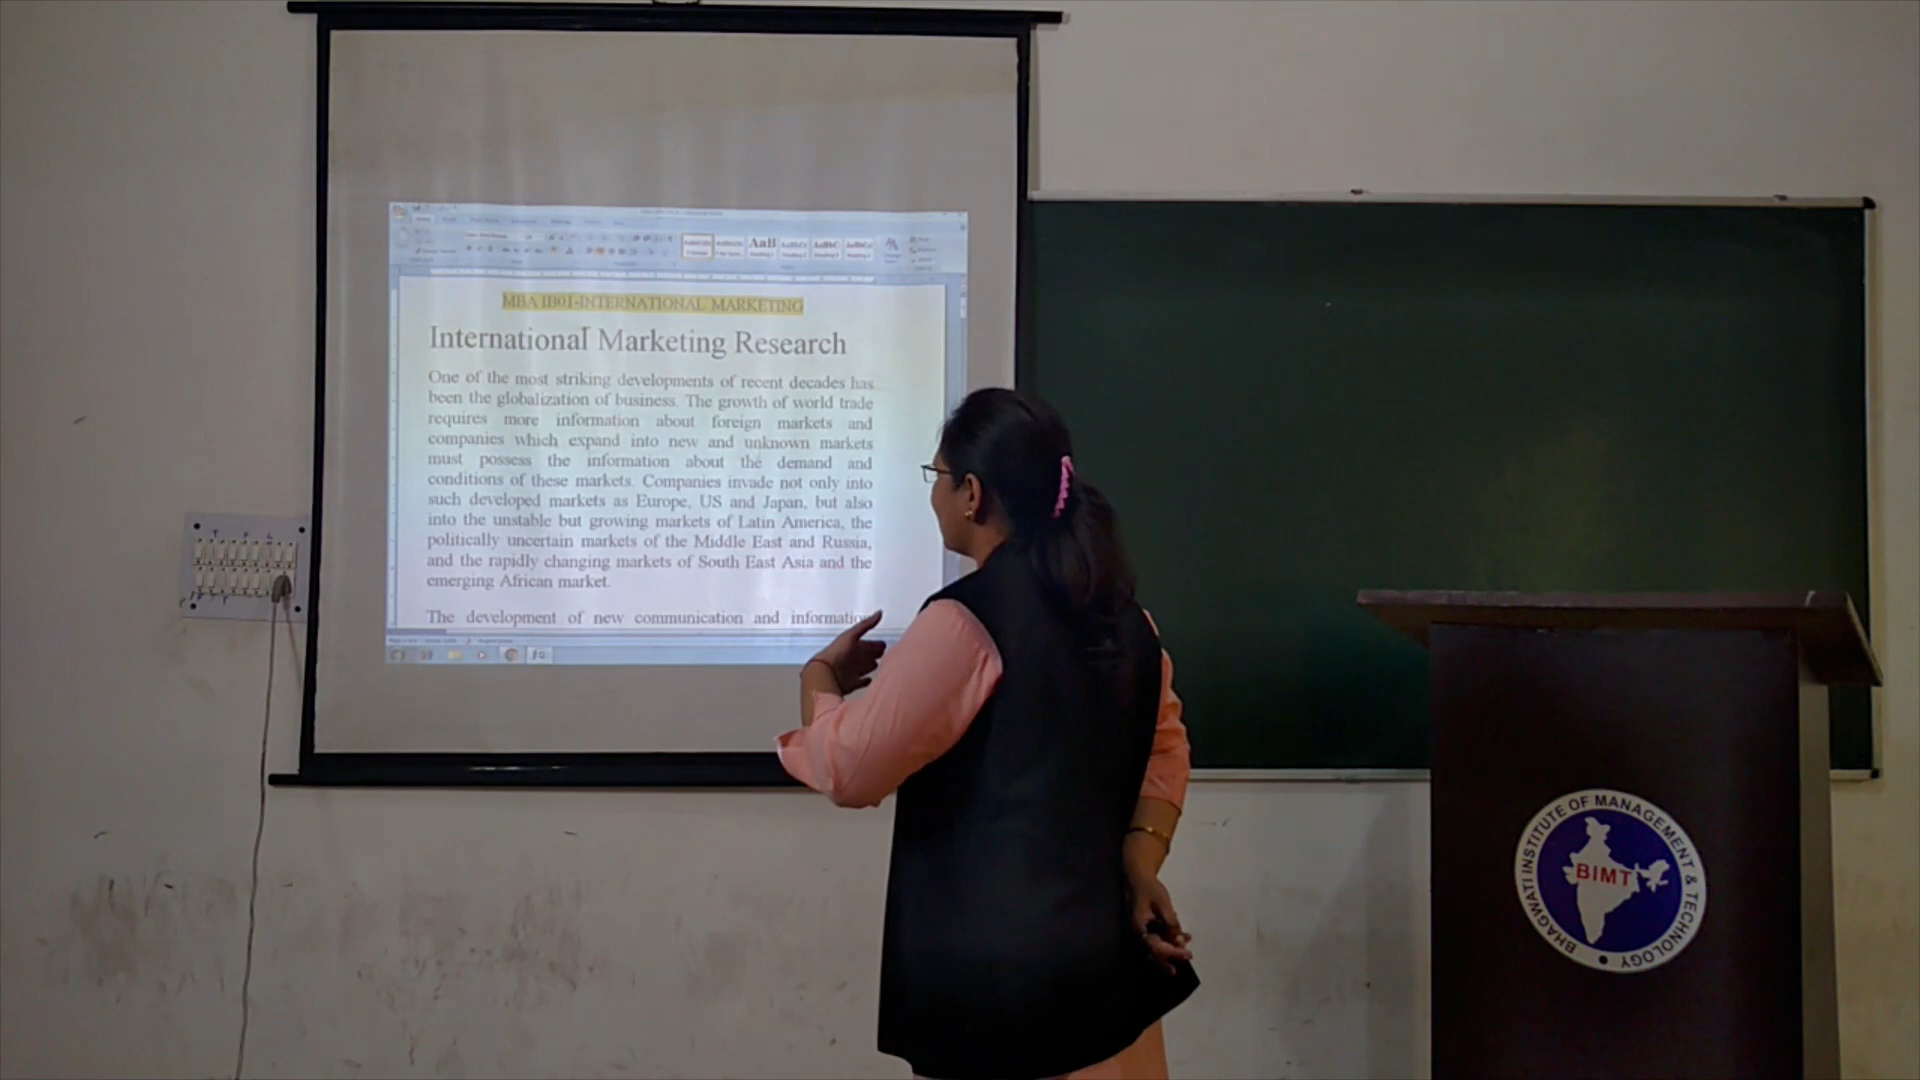 MBA IB01-INTERNATIONAL MARKETING
International Marketing Research
One of the most striking developments of recent decades has
been the globalization of business. The growth of world trade
requires more information about foreign markets and
companies which expand into new and unknown markets
must possess the information about the demand and
conditions of these markets. Companies invade not only into
such developed markets as Europe, US and Japan, but also
into the unstable but growing markets of Latin America, the
politically uncertain markets of the Middle East and Russia,
and the rapidly changing markets of South East Asia and the
emerging African market.
The development of new communication and information
BHAGWATI INSTITUTE OF MANAGEMENT & TECHNOLOGY
BIMT